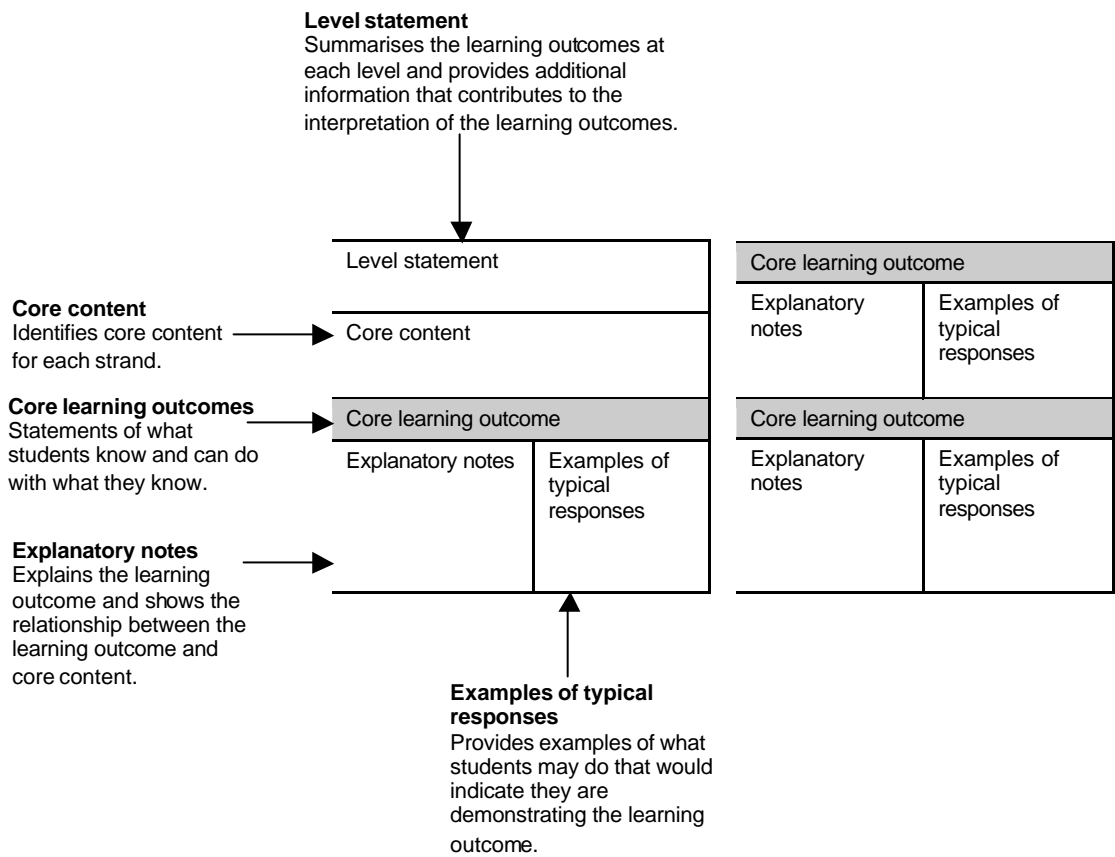 Level statement
Summarises the learning outcomes at
each level and provides additional
information that contributes to the
interpretation of the learning outcomes.
Core content
Identifies core content
for each strand.
Core learning outcomes
Statements of what
students know and can do
with what they know.
Explanatory notes
Explains the learning
outcome and shows the
relationship between the
learning outcome and
core content.
Level statement
Core content
Core learning outcome
Explanatory notes
Examples of
typical
responses
Core learning outcome
Explanatory
notes
Examples of
typical
responses
Core learning outcome
Explanatory
notes
Examples of
typical
responses
Examples of typical
responses
Provides examples of what
students may do that would
indicate they are
demonstrating the learning
outcome.